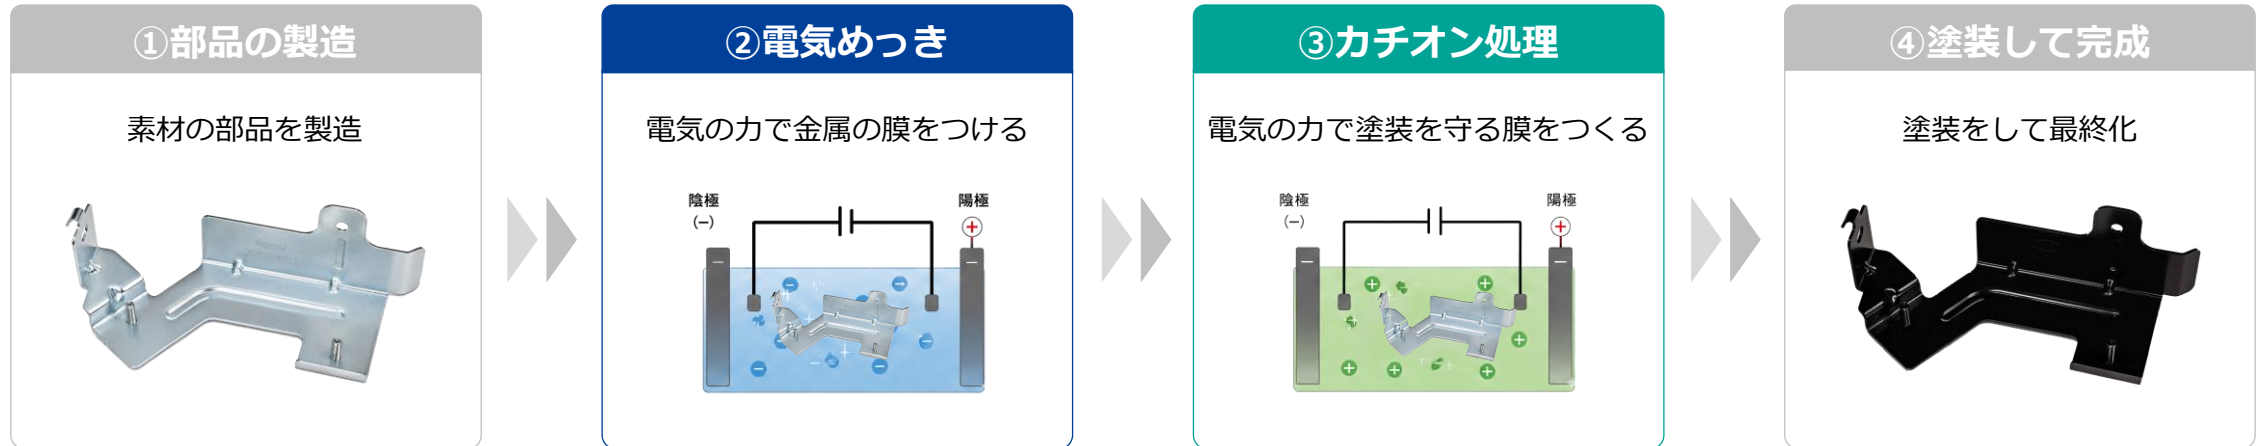 ①部品の製造
素材の部品を製造
②電気めっき
電気の力で金属の膜をつける
陰極
(−)
陽極
+
③カチオン処理
電気の力で塗装を守る膜をつくる
陰極
(−)
陽極
+
④塗装して完成
塗装をして最終化